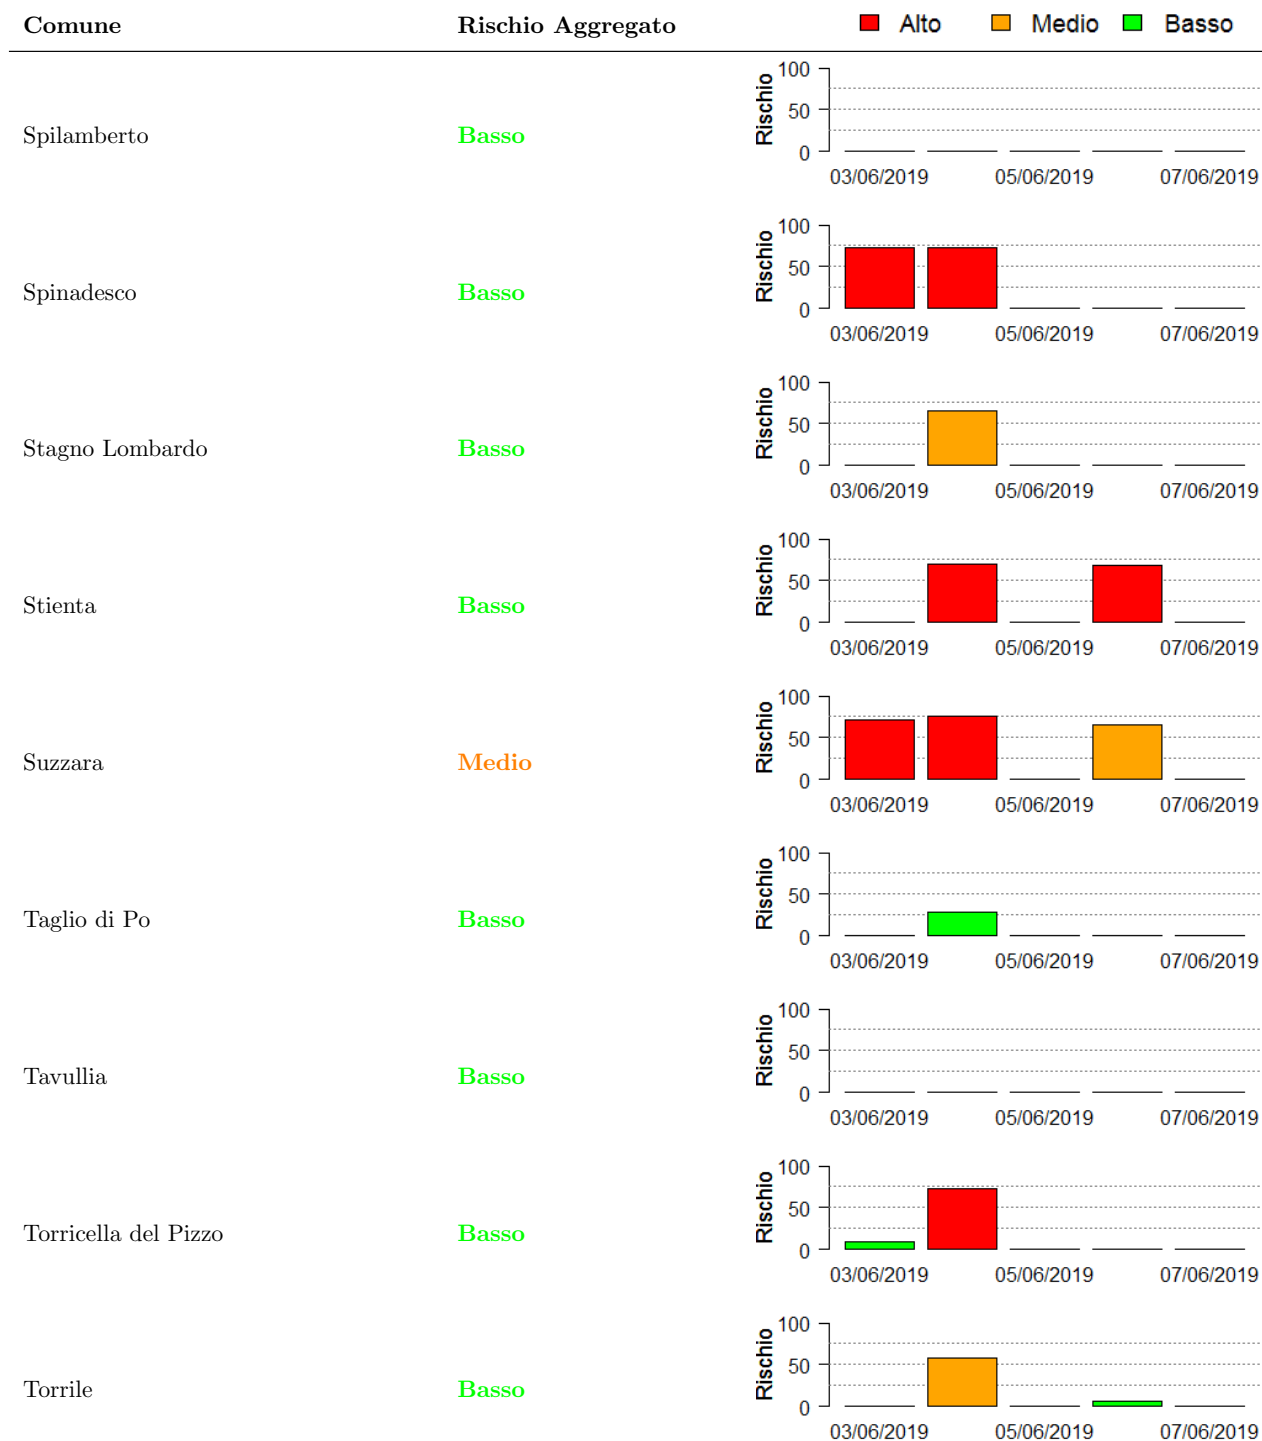 Comune Rischio Aggregato Alto Medio Basso
100
50
0
Rischio
Spilamberto Basso
03/06/2019 05/06/2019 07/06/2019
100
50
0
Rischio
Spinadesco Basso
03/06/2019 05/06/2019 07/06/2019
100
50
0
Rischio
Stagno Lombardo Basso
03/06/2019 05/06/2019 07/06/2019
100
50
0
Rischio
Stienta Basso
03/06/2019 05/06/2019 07/06/2019
100
50
0
Rischio
Suzzara Medio
03/06/2019 05/06/2019 07/06/2019
100
50
0
Rischio
Taglio di Po Basso
03/06/2019 05/06/2019 07/06/2019
100
50
0
Rischio
Tavullia Basso
03/06/2019 05/06/2019 07/06/2019
100
50
0
Rischio
Torricella del Pizzo Basso
03/06/2019 05/06/2019 07/06/2019
100
50
0
Rischio
Torrile Basso
03/06/2019 05/06/2019 07/06/2019